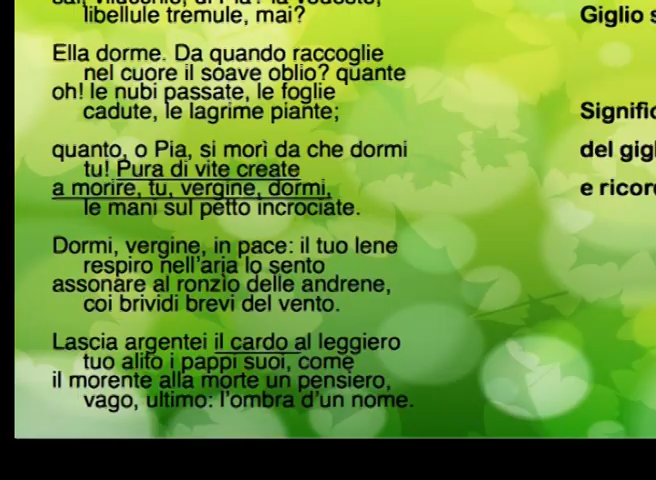 libellule tremule, mai?
Ella dorme. Da quando raccoglie
nel cuore il soave oblio? quante
oh! le nubi passate, le foglie
cadute, le lagrime piante;
quanto, o Pia, si morì da che dormi
tu! Pura di vite create
a morire, tu, vergine, dormi,
le mani sul petto incrociate.
Dormi, vergine, in pace: il tuo lene
respiro nell'aria lo sento
assonare al ronzio delle andrene,
coi brividi brevi del vento.
Lascia argentei il cardo al leggiero
tuo alito i pappi suoi, come
il morente alla morte un pensiero,
vago, ultimo: l'ombra d'un nome.
Giglio
del
e